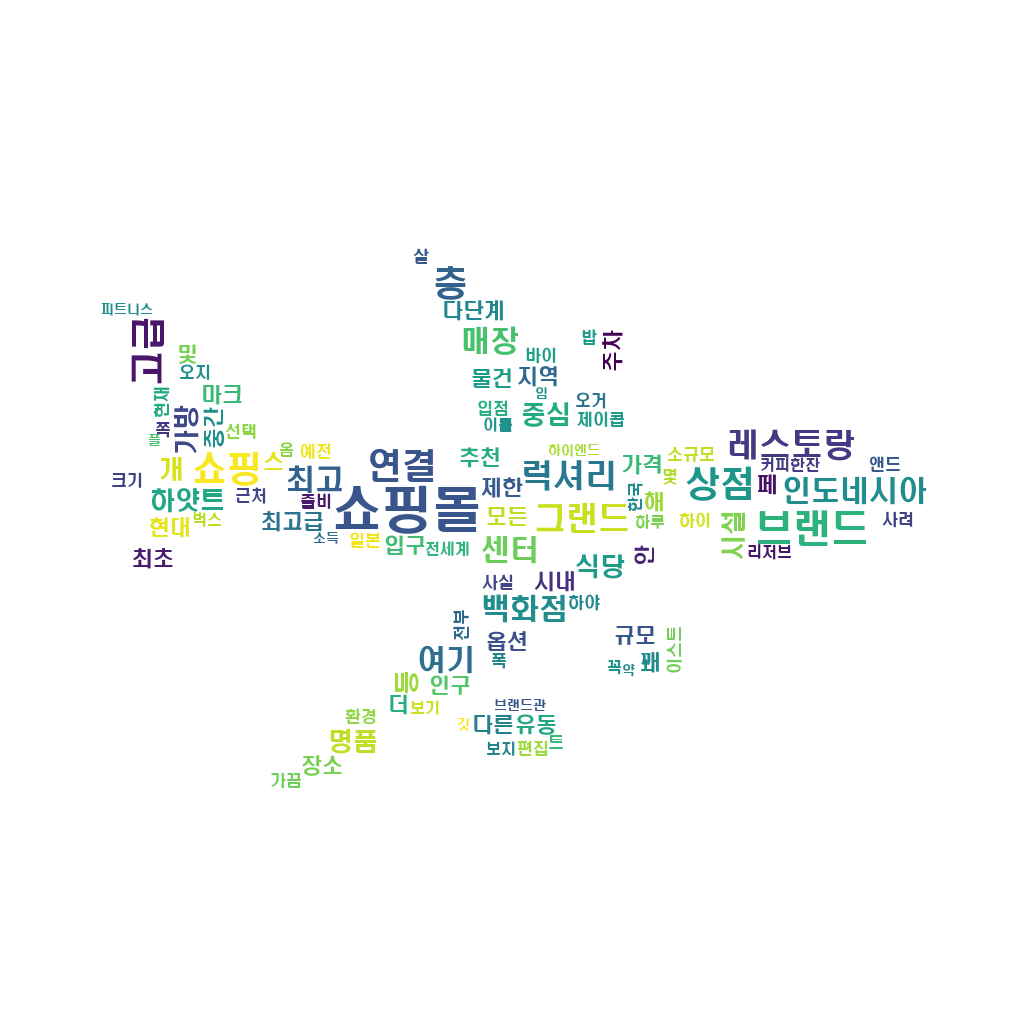 살
층
다단계
매장
바이
밥
주차
물건
지역
임
오거
입점
중심
이를
제이콥
피트니스
고급
및
오지
마크
현재
가방
중간
쪽
풀
선택
옴
예전
개
쇼핑
스
크기
하얏트
근처
최고
줄비
현대
벅스
최고급
소득
일본
최초
연결
쇼핑몰
입구
전세계
추천
제한
모든
센터
하이엔드
럭셔리
그랜드
가격
소규모
몇
한국
해
하루
하이
레스토랑
커피한잔
앤드
상점
페
인도네시아
시설
브랜드
사려
리저브
식당
안
사실
시내
백화점
하야
전부
옵션
폭
규모
꼭
약
꽤
이스트
여기
등
인구
더
보기
환경
명품
장소
가끔
브랜드관
깃
다른
유동
보지
편집
트